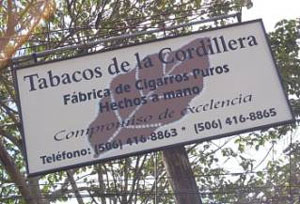 Tabacos de la Cordillera
Fábrica de Cigarros Puros
Hechos a mano
Compromiso de excelencia
Teléfono: (506) 416-8863 * (506) 416-8865